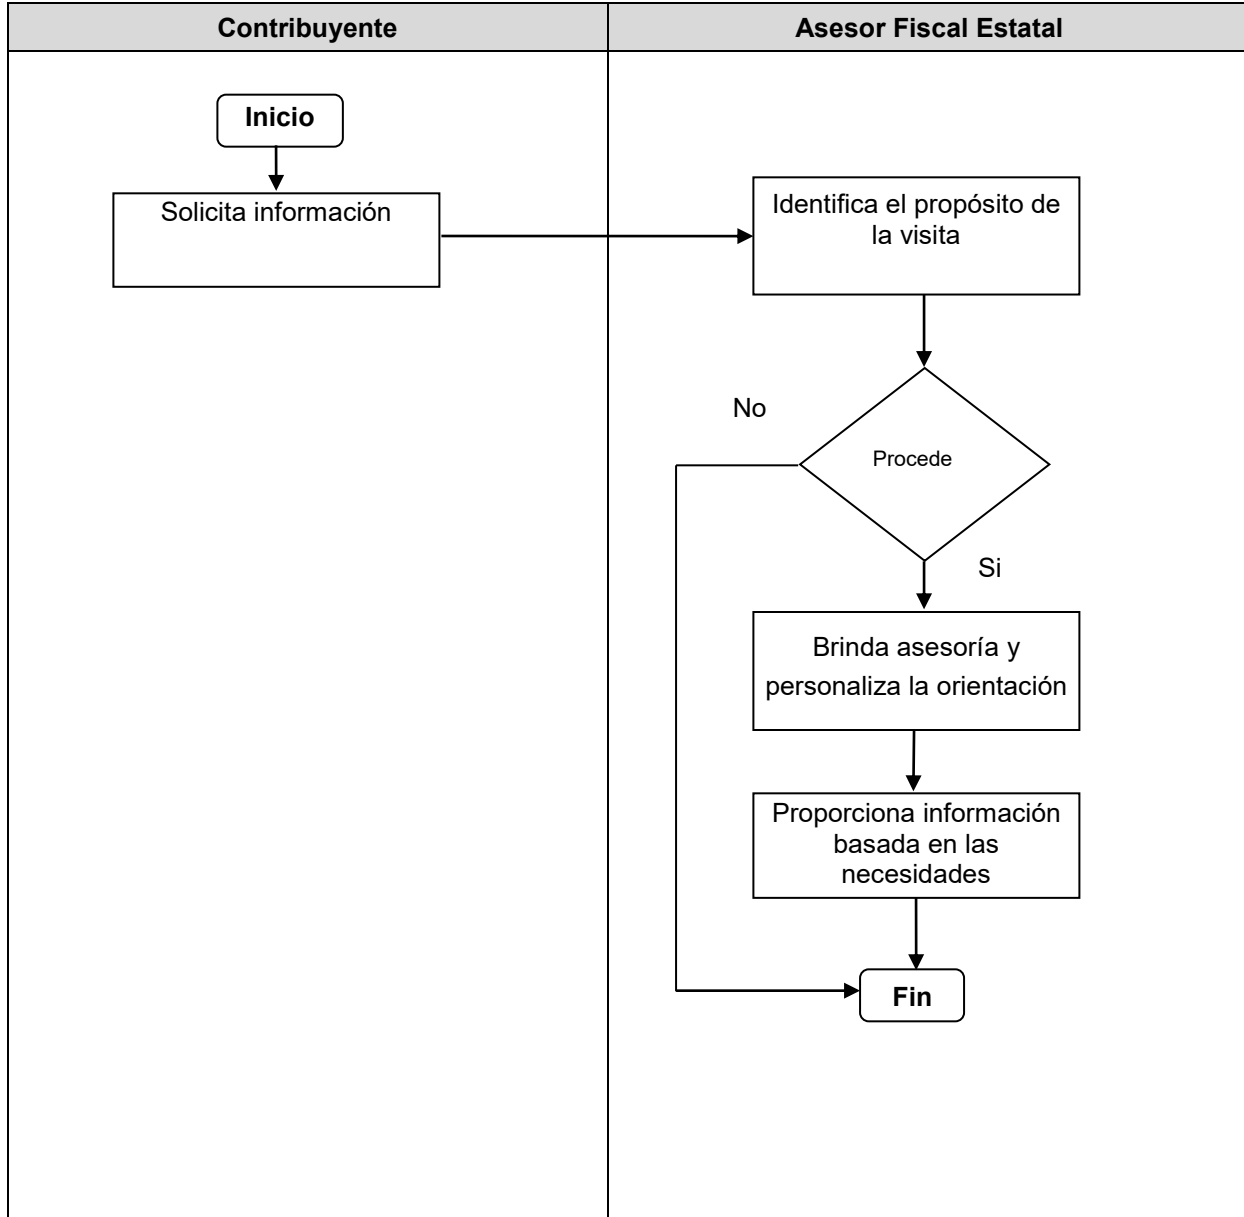 Contribuyente
Asesor Fiscal Estatal
Inicio
Solicita información
Identifica el propósito de
la visita
No
Procede
Si
Brinda asesoría y
personaliza la orientación
Proporciona información
basada en las
necesidades
Fin